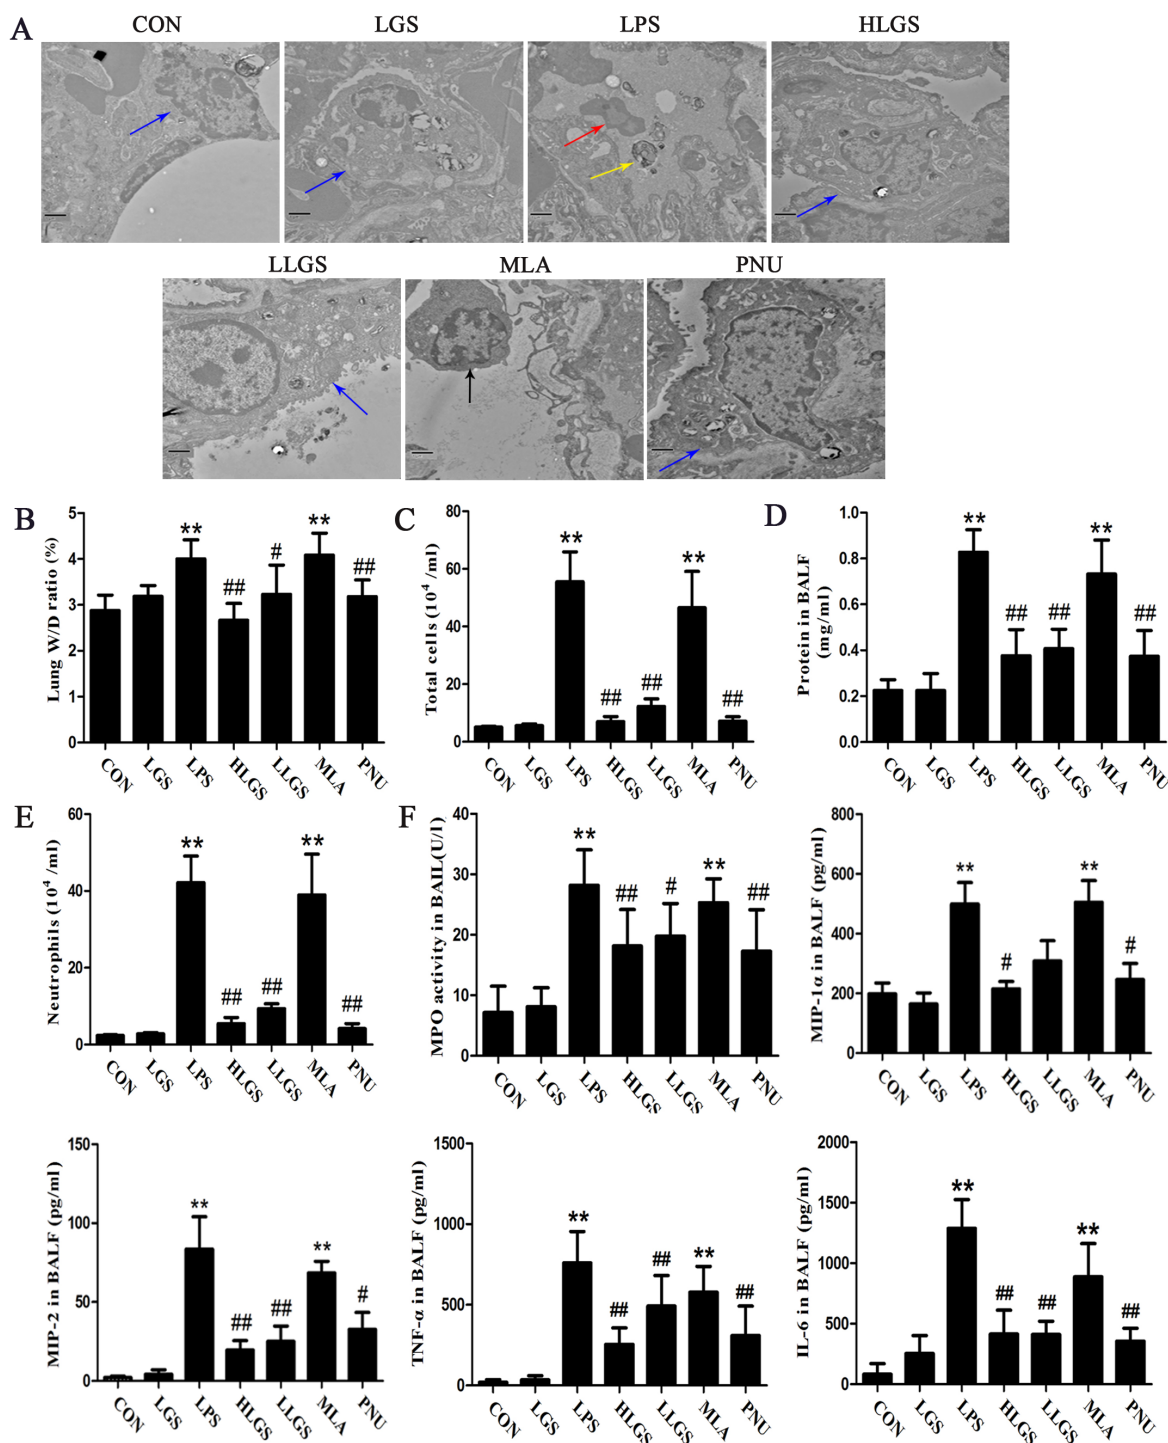 A
CON
LGS
LPS
HLGS
LLGS
MLA
PNU
B
Lung W/D ratio (%)
5
4
3
2
1
0
**
##
#
**
##
CON
LGS
LPS
HLGS
LLGS
MLA
PNU
C
Total cells (10⁴ /ml)
80
60
40
20
0
**
##
##
**
##
CON
LGS
LPS
HLGS
LLGS
MLA
PNU
D
Protein in BALF
(mg/ml)
1.0
0.8
0.6
0.4
0.2
0.0
**
##
##
**
##
CON
LGS
LPS
HLGS
LLGS
MLA
PNU
E
Neutrophils (10⁴ /ml)
60
40
20
0
**
##
##
**
##
CON
LGS
LPS
HLGS
LLGS
MLA
PNU
F
MPO activity in BAIL(U/l)
40
30
20
10
0
**
##
#
**
##
CON
LGS
LPS
HLGS
LLGS
MLA
PNU
MIP-1α in BALF (pg/ml)
800
600
400
200
0
**
#
**
#
CON
LGS
LPS
HLGS
LLGS
MLA
PNU
MIP-2 in BALF (pg/ml)
150
100
50
0
**
##
##
**
#
CON
LGS
LPS
HLGS
LLGS
MLA
PNU
TNF-α in BALF (pg/ml)
1500
1000
500
0
**
##
##
**
##
CON
LGS
LPS
HLGS
LLGS
MLA
PNU
IL-6 in BALF (pg/ml)
2000
1500
1000
500
0
**
##
##
**
##
CON
LGS
LPS
HLGS
LLGS
MLA
PNU